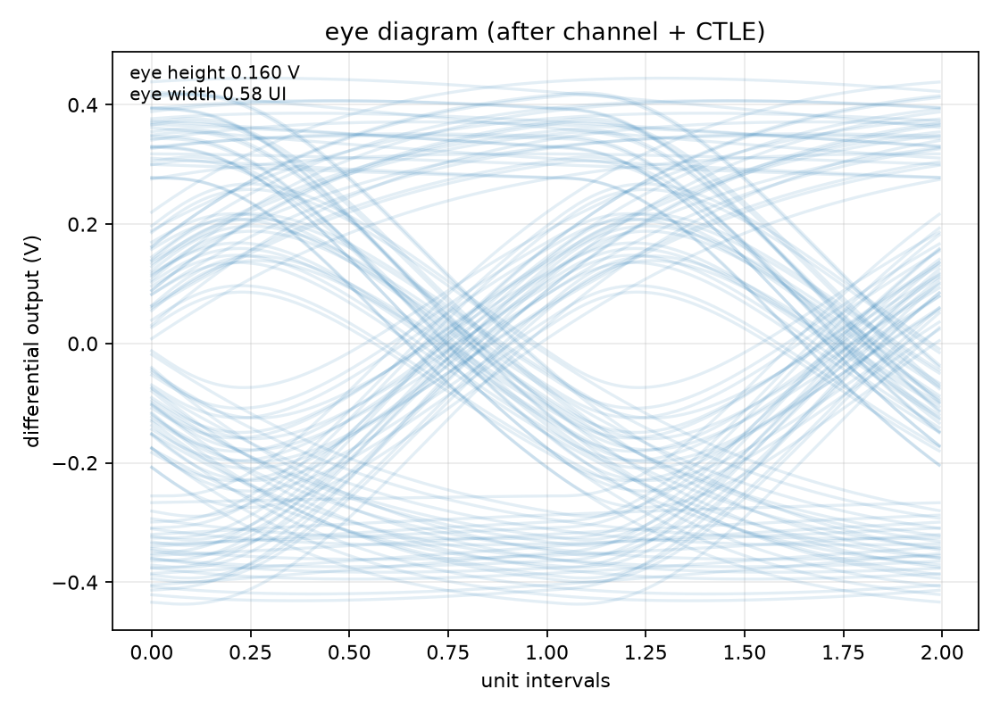 eye diagram (after channel + CTLE)
eye height 0.160 V
eye width 0.58 UI
differential output (V)
0.4
0.2
0.0
−0.2
−0.4
0.00 0.25 0.50 0.75 1.00 1.25 1.50 1.75 2.00
unit intervals